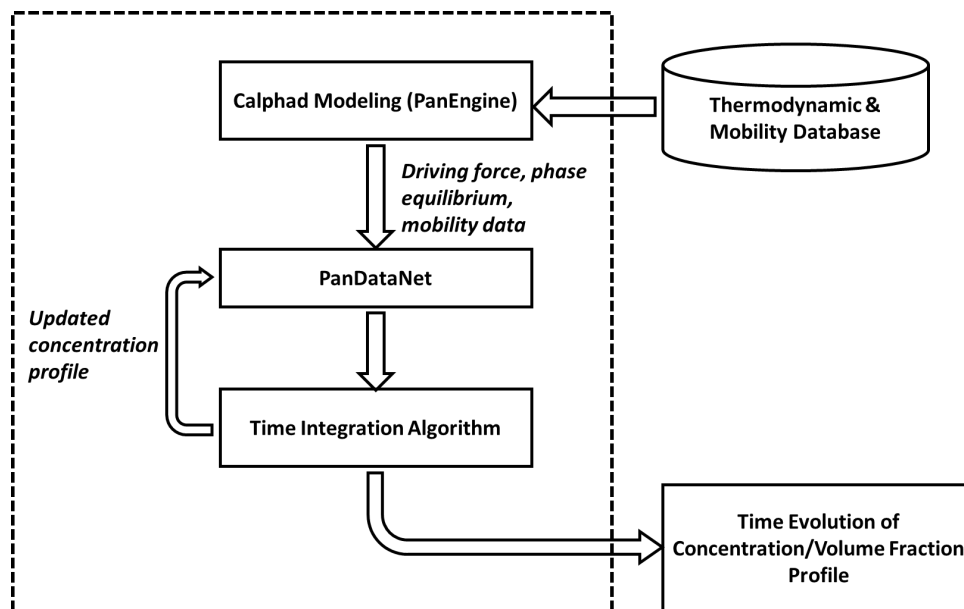 Calphad Modeling (PanEngine)
Thermodynamic &
Mobility Database
Driving force, phase
equilibrium,
mobility data
PanDataNet
Updated
concentration
profile
Time Integration Algorithm
Time Evolution of
Concentration/Volume Fraction
Profile